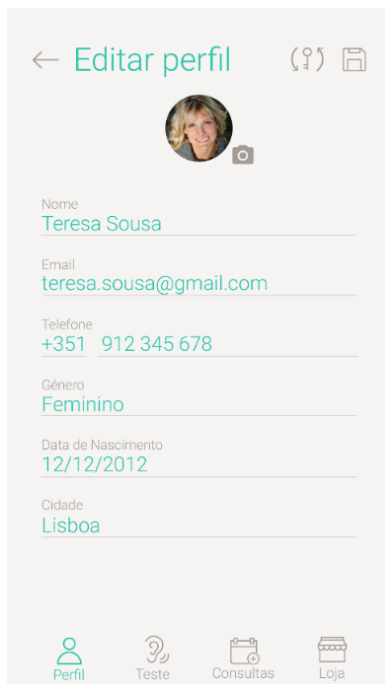 Editar perfil
Nome
Teresa Sousa
Email
teresa.sousa@gmail.com
Telefone
+351 912 345 678
Género
Feminino
Data de Nascimento
12/12/2012
Cidade
Lisboa
Perfil Teste Consultas Loja